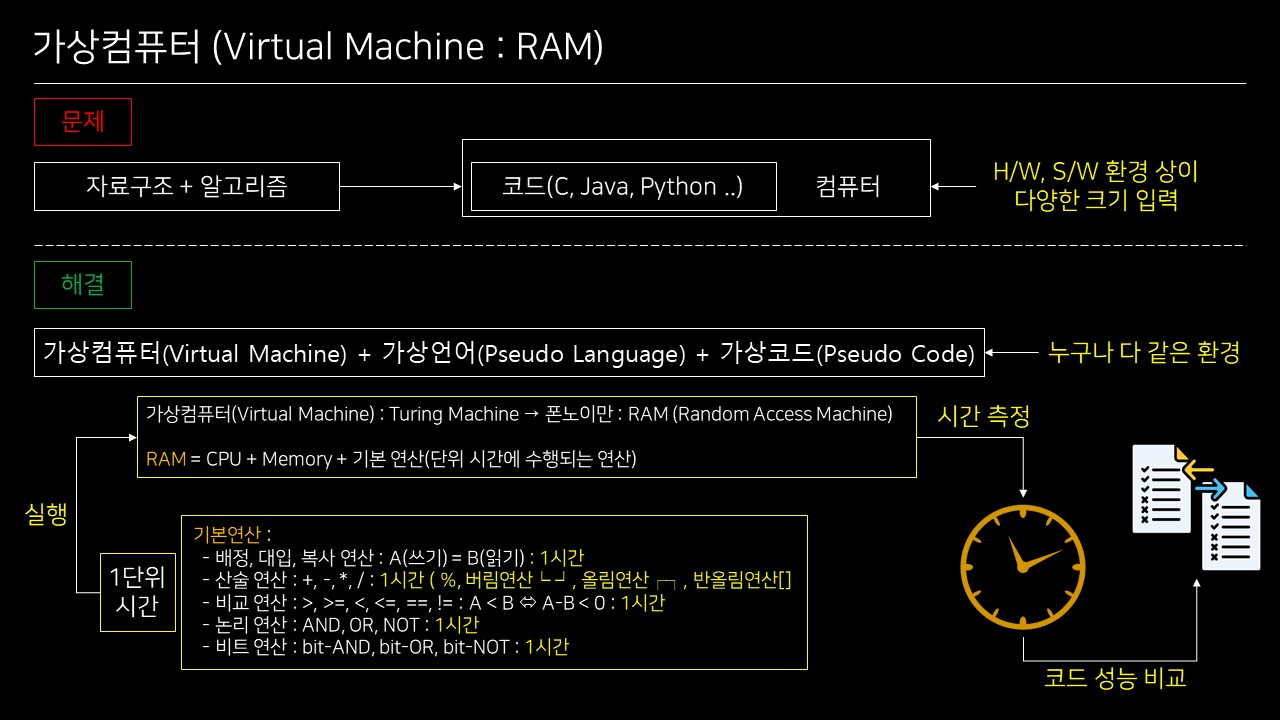 가상컴퓨터 (Virtual Machine : RAM)
문제
자료구조 + 알고리즘
코드(C, Java, Python ..)
컴퓨터
H/W, S/W 환경 상이
다양한 크기 입력
해결
가상컴퓨터(Virtual Machine) + 가상언어(Pseudo Language) + 가상코드(Pseudo Code)
누구나 다 같은 환경
가상컴퓨터(Virtual Machine) : Turing Machine → 폰노이만 : RAM (Random Access Machine)
RAM = CPU + Memory + 기본 연산(단위 시간에 수행되는 연산)
시간 측정
실행
1단위
시간
기본연산 :
- 배정, 대입, 복사 연산 : A(쓰기) = B(읽기) : 1시간
- 산술 연산 : +, -, *, / : 1시간 ( %, 버림연산 ┗ ┛, 올림연산 ┌ ┐, 반올림연산[]
- 비교 연산 : >, >=, <, <=, ==, != : A < B ⇔ A-B < 0 : 1시간
- 논리 연산 : AND, OR, NOT : 1시간
- 비트 연산 : bit-AND, bit-OR, bit-NOT : 1시간
코드 성능 비교